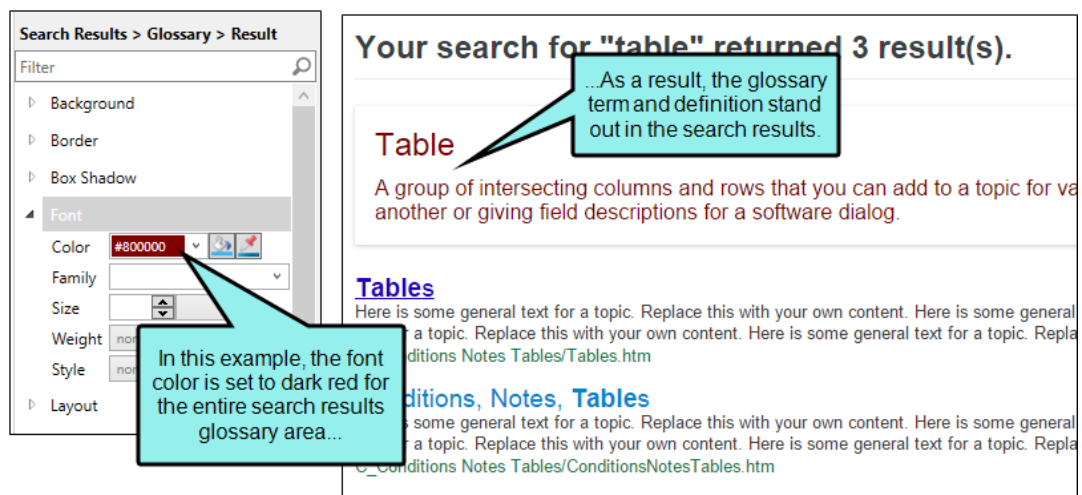 Search Results > Glossary > Result
Filter
Background
Border
Box Shadow
Font
Color #800000
Family
Size
Weight
Style
Layout
In this example, the font
color is set to dark red for
the entire search results
glossary area...
Your search for "table" returned 3 result(s).
...As a result, the glossary
term and definition stand
out in the search results.
Table
A group of intersecting columns and rows that you can add to a topic for va
another or giving field descriptions for a software dialog.
Tables
Here is some general text for a topic. Replace this with your own content. Here is some general
a topic. Replace this with your own content. Here is some general text for a topic. Repla
Notes Tables/Tables.htm
Notes, Tables
some general text for a topic. Replace this with your own content. Here is some general
a topic. Replace this with your own content. Here is some general text for a topic. Repla
C_Conditions Notes Tables/ConditionsNotesTables.htm